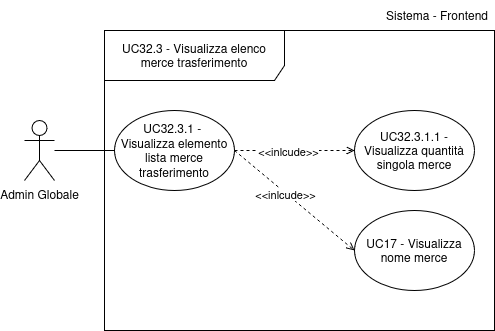 Sistema - Frontend
UC32.3 - Visualizza elenco
merce trasferimento
UC32.3.1 -
Visualizza elemento
lista merce
trasferimento
<<inlcude>>
UC32.3.1.1 -
Visualizza quantità
singola merce
Admin Globale
<<inlcude>>
UC17 - Visualizza
nome merce